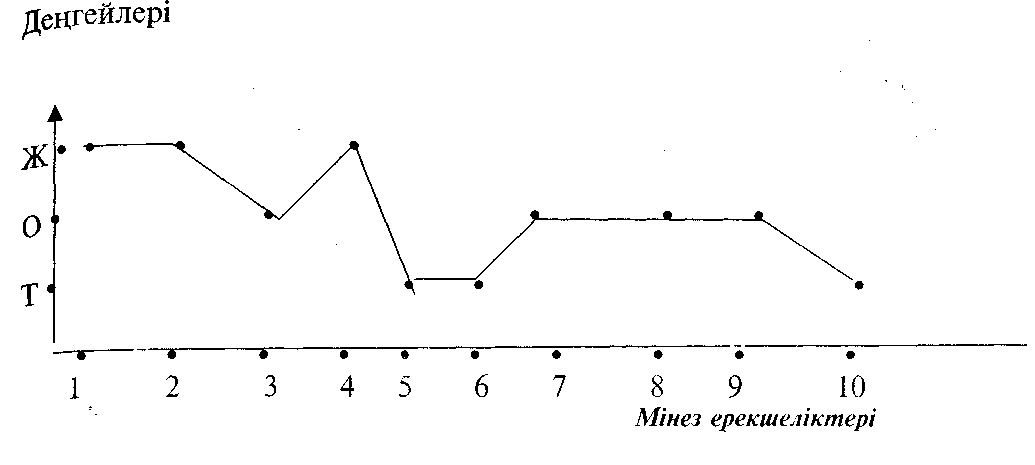 Деңгейлері
Ж
О
Т
1 2 3 4 5 6 7 8 9 10
Мінез ерекшеліктері